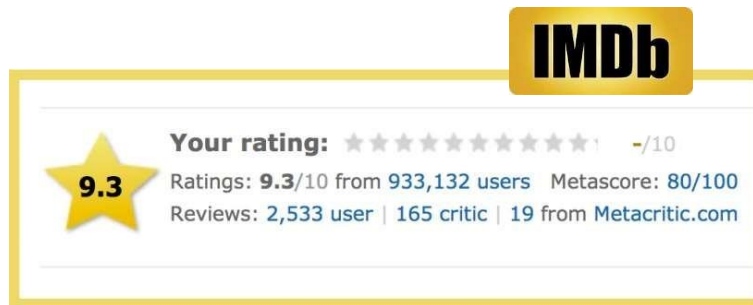 IMDb
Your rating: -/10
9.3
Ratings: 9.3/10 from 933,132 users Metascore: 80/100
Reviews: 2,533 user | 165 critic | 19 from Metacritic.com